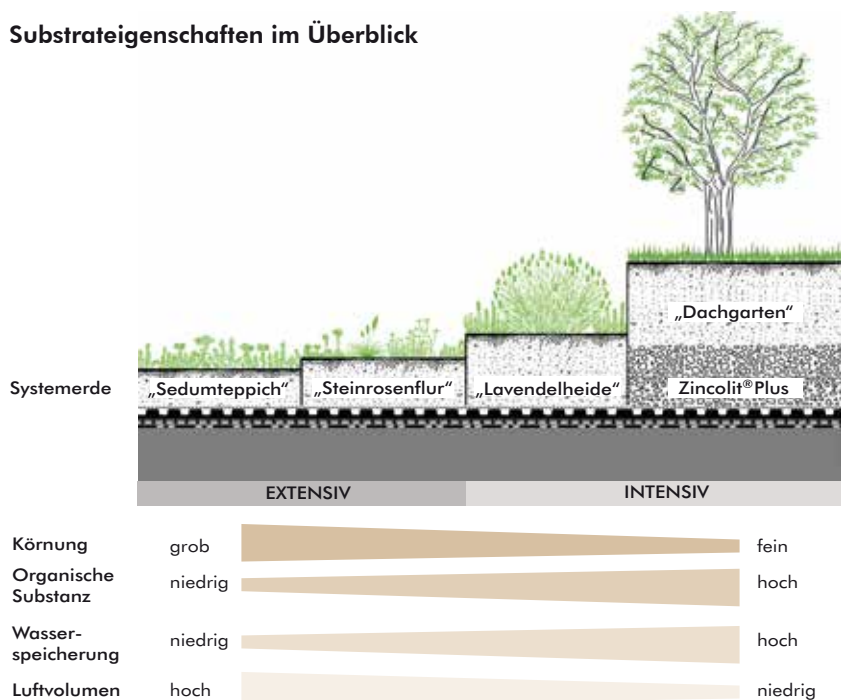 Substrateigenschaften im Überblick
„Dachgarten“
Systemerde „Sedumteppich“ „Steinrosenflur“ „Lavendelheide“ Zincolit®Plus
EXTENSIV INTENSIV
Körnung grob fein
Organische
Substanz niedrig hoch
Wasser-
speicherung niedrig hoch
Luftvolumen hoch niedrig